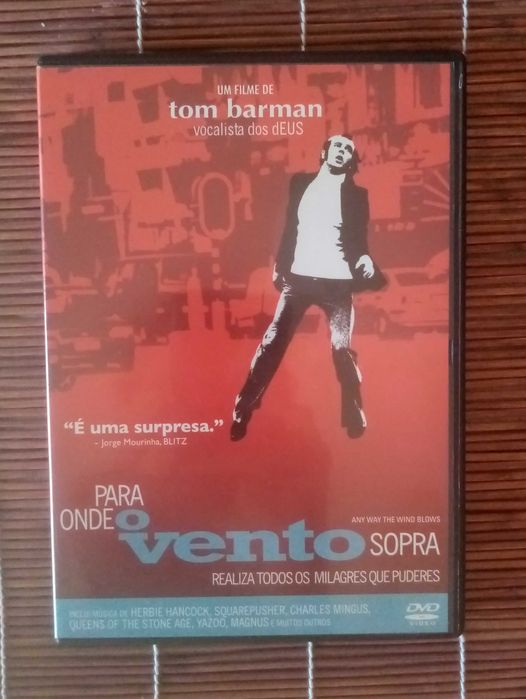 UM FILME DE
tom barman
vocalista dos dEUS
“É uma surpresa.”
- Jorge Mourinha, BLITZ
PARA
ONDE o vento SOPRA
ANY WAY THE WIND BLOWS
REALIZA TODOS OS MILAGRES QUE PUDERES
INCLUI MÚSICA DE HERBIE HANCOCK, SQUAREPUSHER, CHARLES MINGUS,
QUEENS OF THE STONE AGE, YAZOO, MAGNUS E MUITOS OUTROS
DVD
VIDEO